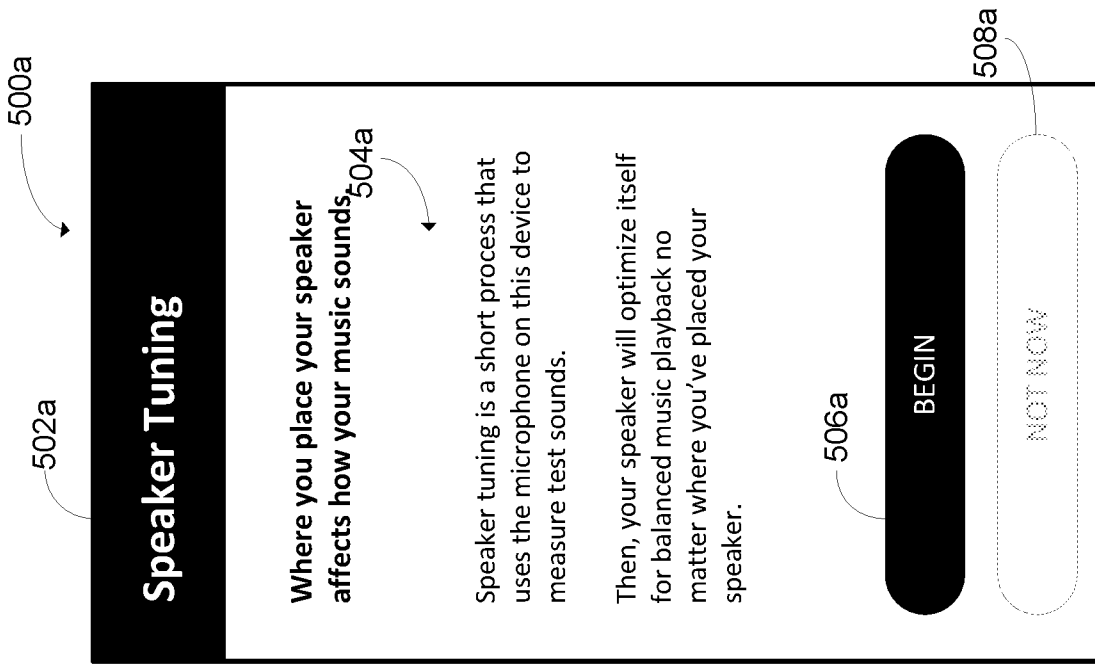 500a
502a
Speaker Tuning
Where you place your speaker
affects how your music sounds.
504a
Speaker tuning is a short process that
uses the microphone on this device to
measure test sounds.
Then, your speaker will optimize itself
for balanced music playback no
matter where you’ve placed your
speaker.
506a
BEGIN
508a
NOT NOW